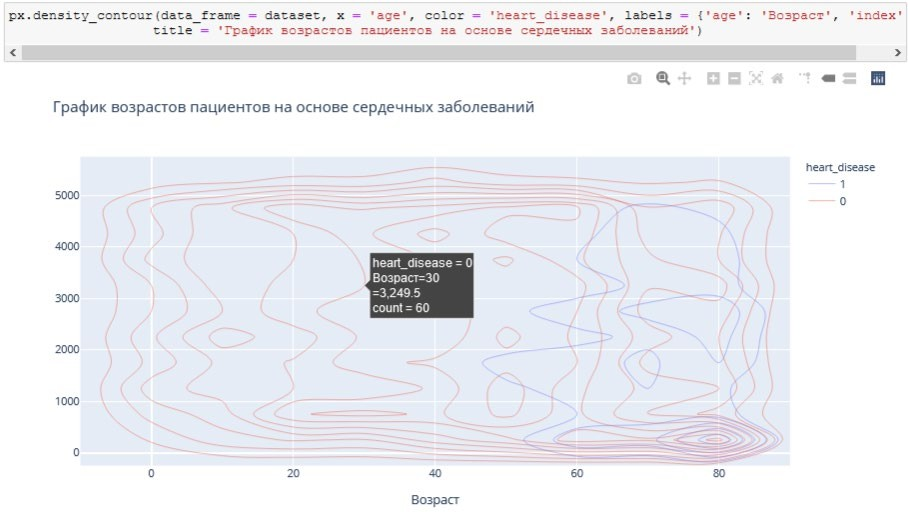 px.density_contour(data_frame = dataset, x = 'age', color = 'heart_disease', labels = {'age': 'Возраст', 'index'
title = 'График возрастов пациентов на основе сердечных заболеваний')
График возрастов пациентов на основе сердечных заболеваний
heart_disease
1
0
5000
4000
3000
2000
1000
0
heart_disease = 0
Возраст=30
=3,249.5
count = 60
0 20 40 60 80
Возраст